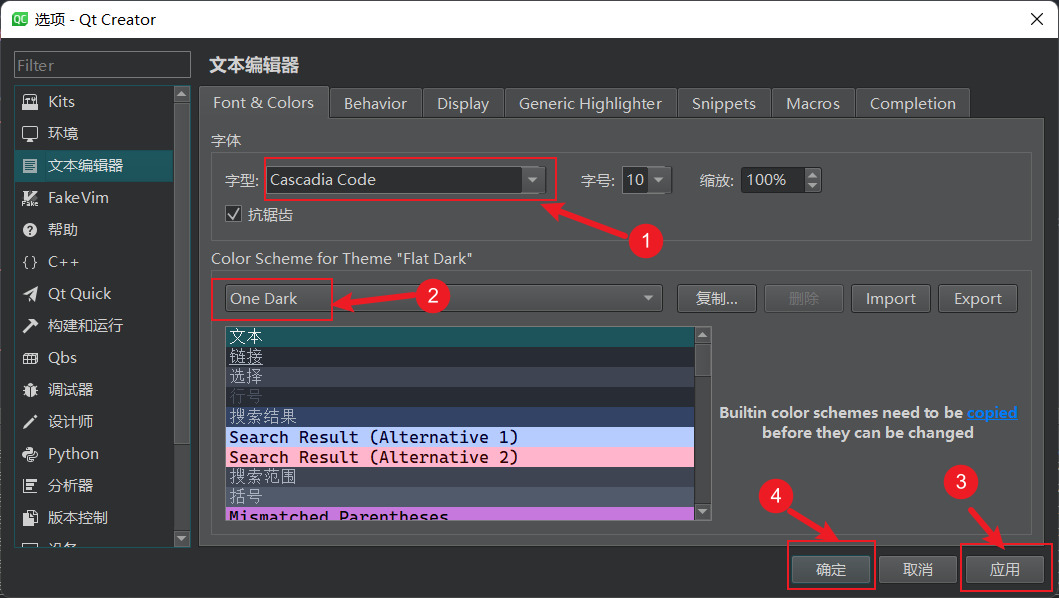 QC 选项 - Qt Creator
Filter
文本编辑器
Kits
环境
文本编辑器
FakeVim
帮助
C++
Qt Quick
构建和运行
Qbs
调试器
设计师
Python
分析器
版本控制
Font & Colors Behavior Display Generic Highlighter Snippets Macros Completion
字体
字型: Cascadia Code 字号: 10 缩放: 100%
抗锯齿
1
Color Scheme for Theme "Flat Dark"
One Dark 2 复制... 删除 Import Export
文本
链接
选择
行号
搜索结果
Search Result (Alternative 1)
Search Result (Alternative 2)
搜索范围
括号
Mismatched Parentheses
Builtin color schemes need to be copied
before they can be changed
4 3
确定 取消 应用